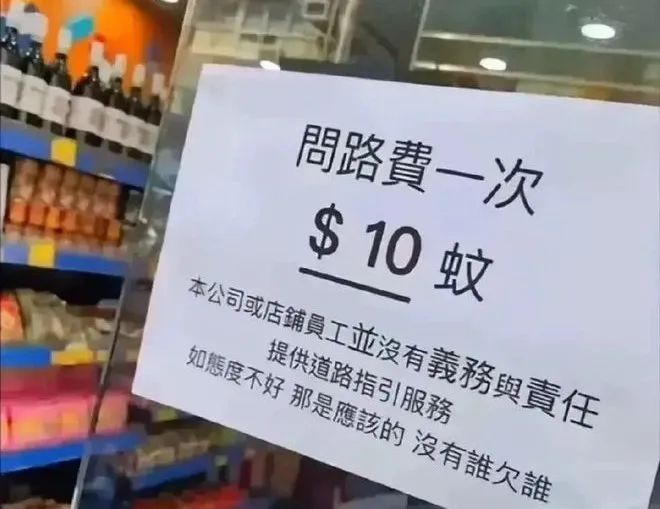 問路費一次
$10 蚊
本公司或店鋪員工並沒有義務與責任
提供道路指引服務
如態度不好 那是應該的 沒有誰欠誰